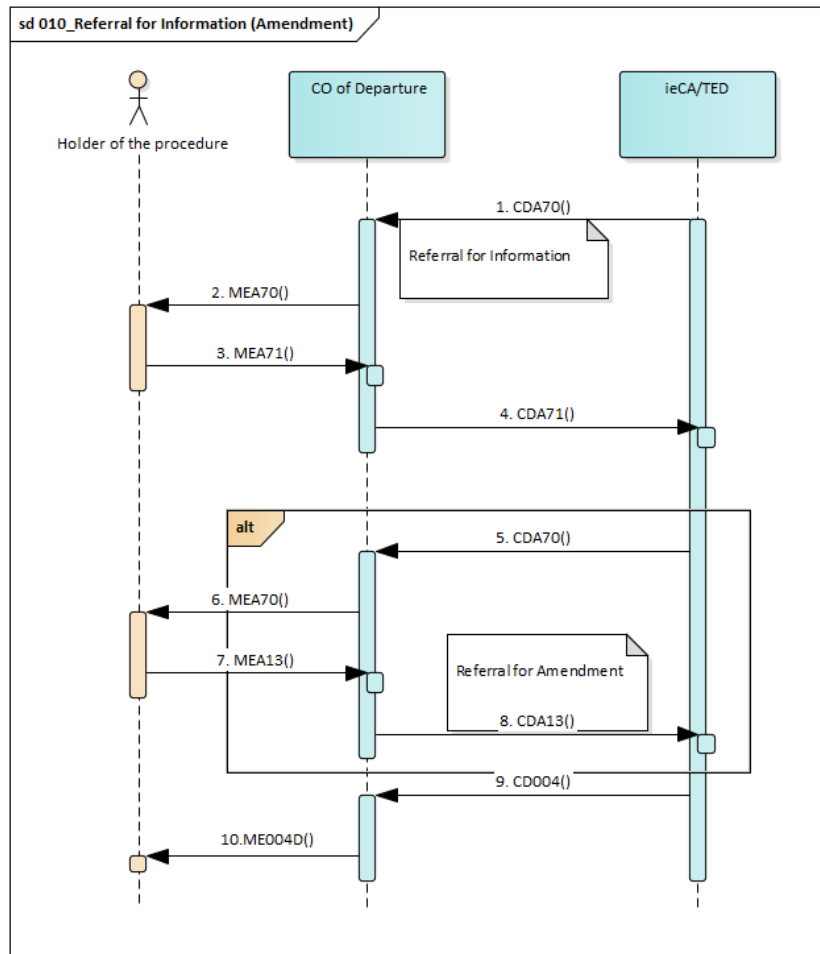 sd 010_Referral for Information (Amendment)
CO of Departure
ieCA/TED
Holder of the procedure
1. CDA70()
Referral for Information
2. MEA70()
3. MEA71()
4. CDA71()
alt
5. CDA70()
6. MEA70()
7. MEA13()
Referral for Amendment
8. CDA13()
9. CD004()
10.ME004D()